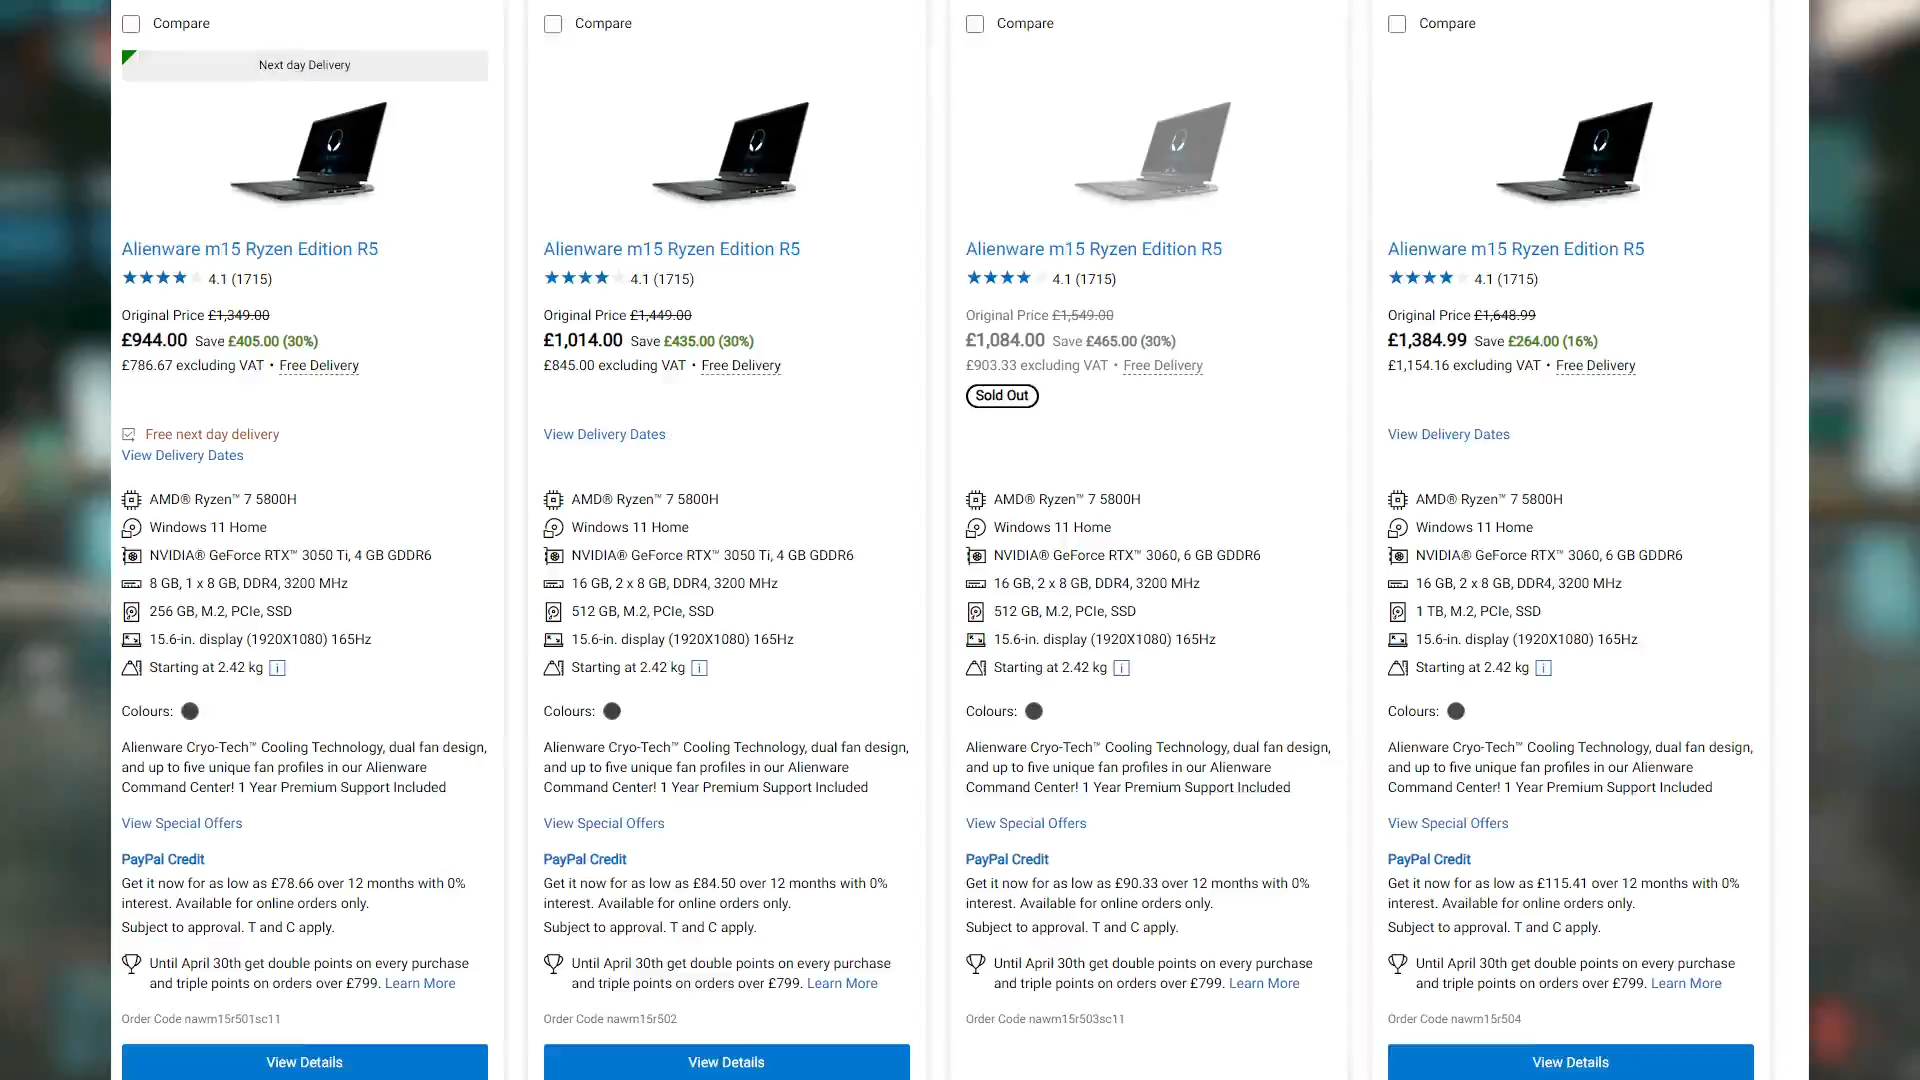 Compare
Next day Delivery
Alienware m15 Ryzen Edition R5
4.1 (1715)
Original Price £1,349.00
£944.00 Save £405.00 (30%)
£786.67 excluding VAT • Free Delivery
Free next day delivery
View Delivery Dates
AMD® Ryzen™ 7 5800H
Windows 11 Home
NVIDIA® GeForce RTX™ 3050 Ti, 4 GB GDDR6
8 GB, 1 x 8 GB, DDR4, 3200 MHz
256 GB, M.2, PCIe, SSD
15.6-in. display (1920X1080) 165Hz
Starting at 2.42 kg i
Colours:
Alienware Cryo-Tech™ Cooling Technology, dual fan design,
and up to five unique fan profiles in our Alienware
Command Center! 1 Year Premium Support Included
View Special Offers
PayPal Credit
Get it now for as low as £78.66 over 12 months with 0%
interest. Available for online orders only.
Subject to approval. T and C apply.
Until April 30th get double points on every purchase
and triple points on orders over £799. Learn More
Order Code nawm15r501sc11
View Details
Compare
Alienware m15 Ryzen Edition R5
4.1 (1715)
Original Price £1,449.00
£1,014.00 Save £435.00 (30%)
£845.00 excluding VAT • Free Delivery
View Delivery Dates
AMD® Ryzen™ 7 5800H
Windows 11 Home
NVIDIA® GeForce RTX™ 3050 Ti, 4 GB GDDR6
16 GB, 2 x 8 GB, DDR4, 3200 MHz
512 GB, M.2, PCIe, SSD
15.6-in. display (1920X1080) 165Hz
Starting at 2.42 kg i
Colours:
Alienware Cryo-Tech™ Cooling Technology, dual fan design,
and up to five unique fan profiles in our Alienware
Command Center! 1 Year Premium Support Included
View Special Offers
PayPal Credit
Get it now for as low as £84.50 over 12 months with 0%
interest. Available for online orders only.
Subject to approval. T and C apply.
Until April 30th get double points on every purchase
and triple points on orders over £799. Learn More
Order Code nawm15r502
View Details
Compare
Alienware m15 Ryzen Edition R5
4.1 (1715)
Original Price £1,549.00
£1,084.00 Save £465.00 (30%)
£903.33 excluding VAT • Free Delivery
Sold Out
AMD® Ryzen™ 7 5800H
Windows 11 Home
NVIDIA® GeForce RTX™ 3060, 6 GB GDDR6
16 GB, 2 x 8 GB, DDR4, 3200 MHz
512 GB, M.2, PCIe, SSD
15.6-in. display (1920X1080) 165Hz
Starting at 2.42 kg i
Colours:
Alienware Cryo-Tech™ Cooling Technology, dual fan design,
and up to five unique fan profiles in our Alienware
Command Center! 1 Year Premium Support Included
View Special Offers
PayPal Credit
Get it now for as low as £90.33 over 12 months with 0%
interest. Available for online orders only.
Subject to approval. T and C apply.
Until April 30th get double points on every purchase
and triple points on orders over £799. Learn More
Order Code nawm15r503sc11
Compare
Alienware m15 Ryzen Edition R5
4.1 (1715)
Original Price £1,648.99
£1,384.99 Save £264.00 (16%)
£1,154.16 excluding VAT • Free Delivery
View Delivery Dates
AMD® Ryzen™ 7 5800H
Windows 11 Home
NVIDIA® GeForce RTX™ 3060, 6 GB GDDR6
16 GB, 2 x 8 GB, DDR4, 3200 MHz
1 TB, M.2, PCIe, SSD
15.6-in. display (1920X1080) 165Hz
Starting at 2.42 kg i
Colours:
Alienware Cryo-Tech™ Cooling Technology, dual fan design,
and up to five unique fan profiles in our Alienware
Command Center! 1 Year Premium Support Included
View Special Offers
PayPal Credit
Get it now for as low as £115.41 over 12 months with 0%
interest. Available for online orders only.
Subject to approval. T and C apply.
Until April 30th get double points on every purchase
and triple points on orders over £799. Learn More
Order Code nawm15r504
View Details